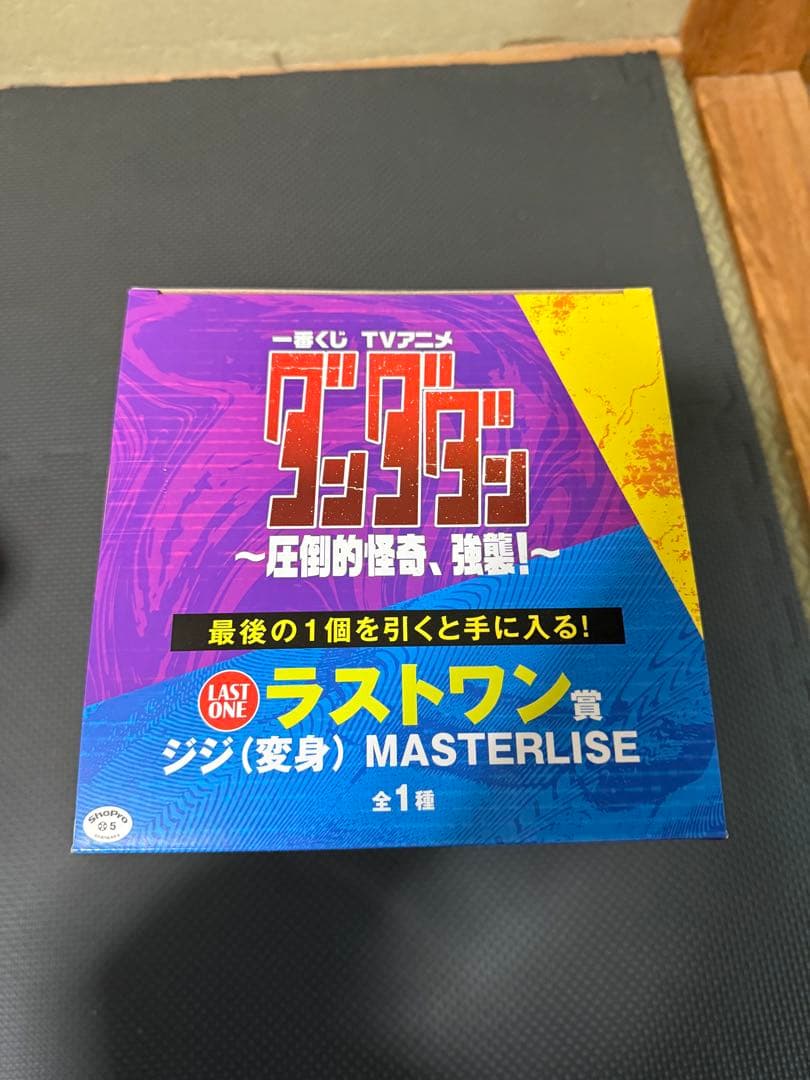 一番くじ TVアニメ
ダンダダン
～圧倒的怪奇、強襲!～
最後の1個を引くと手に入る!
LAST
ONE
ラストワン賞
ジジ(変身) MASTERLISE
全1種
ShoPro
5